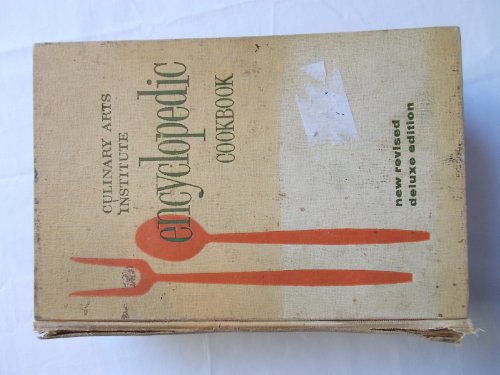 CULINARY ARTS
INSTITUTE
encyclopedic
COOKBOOK
new revised
deluxe edition